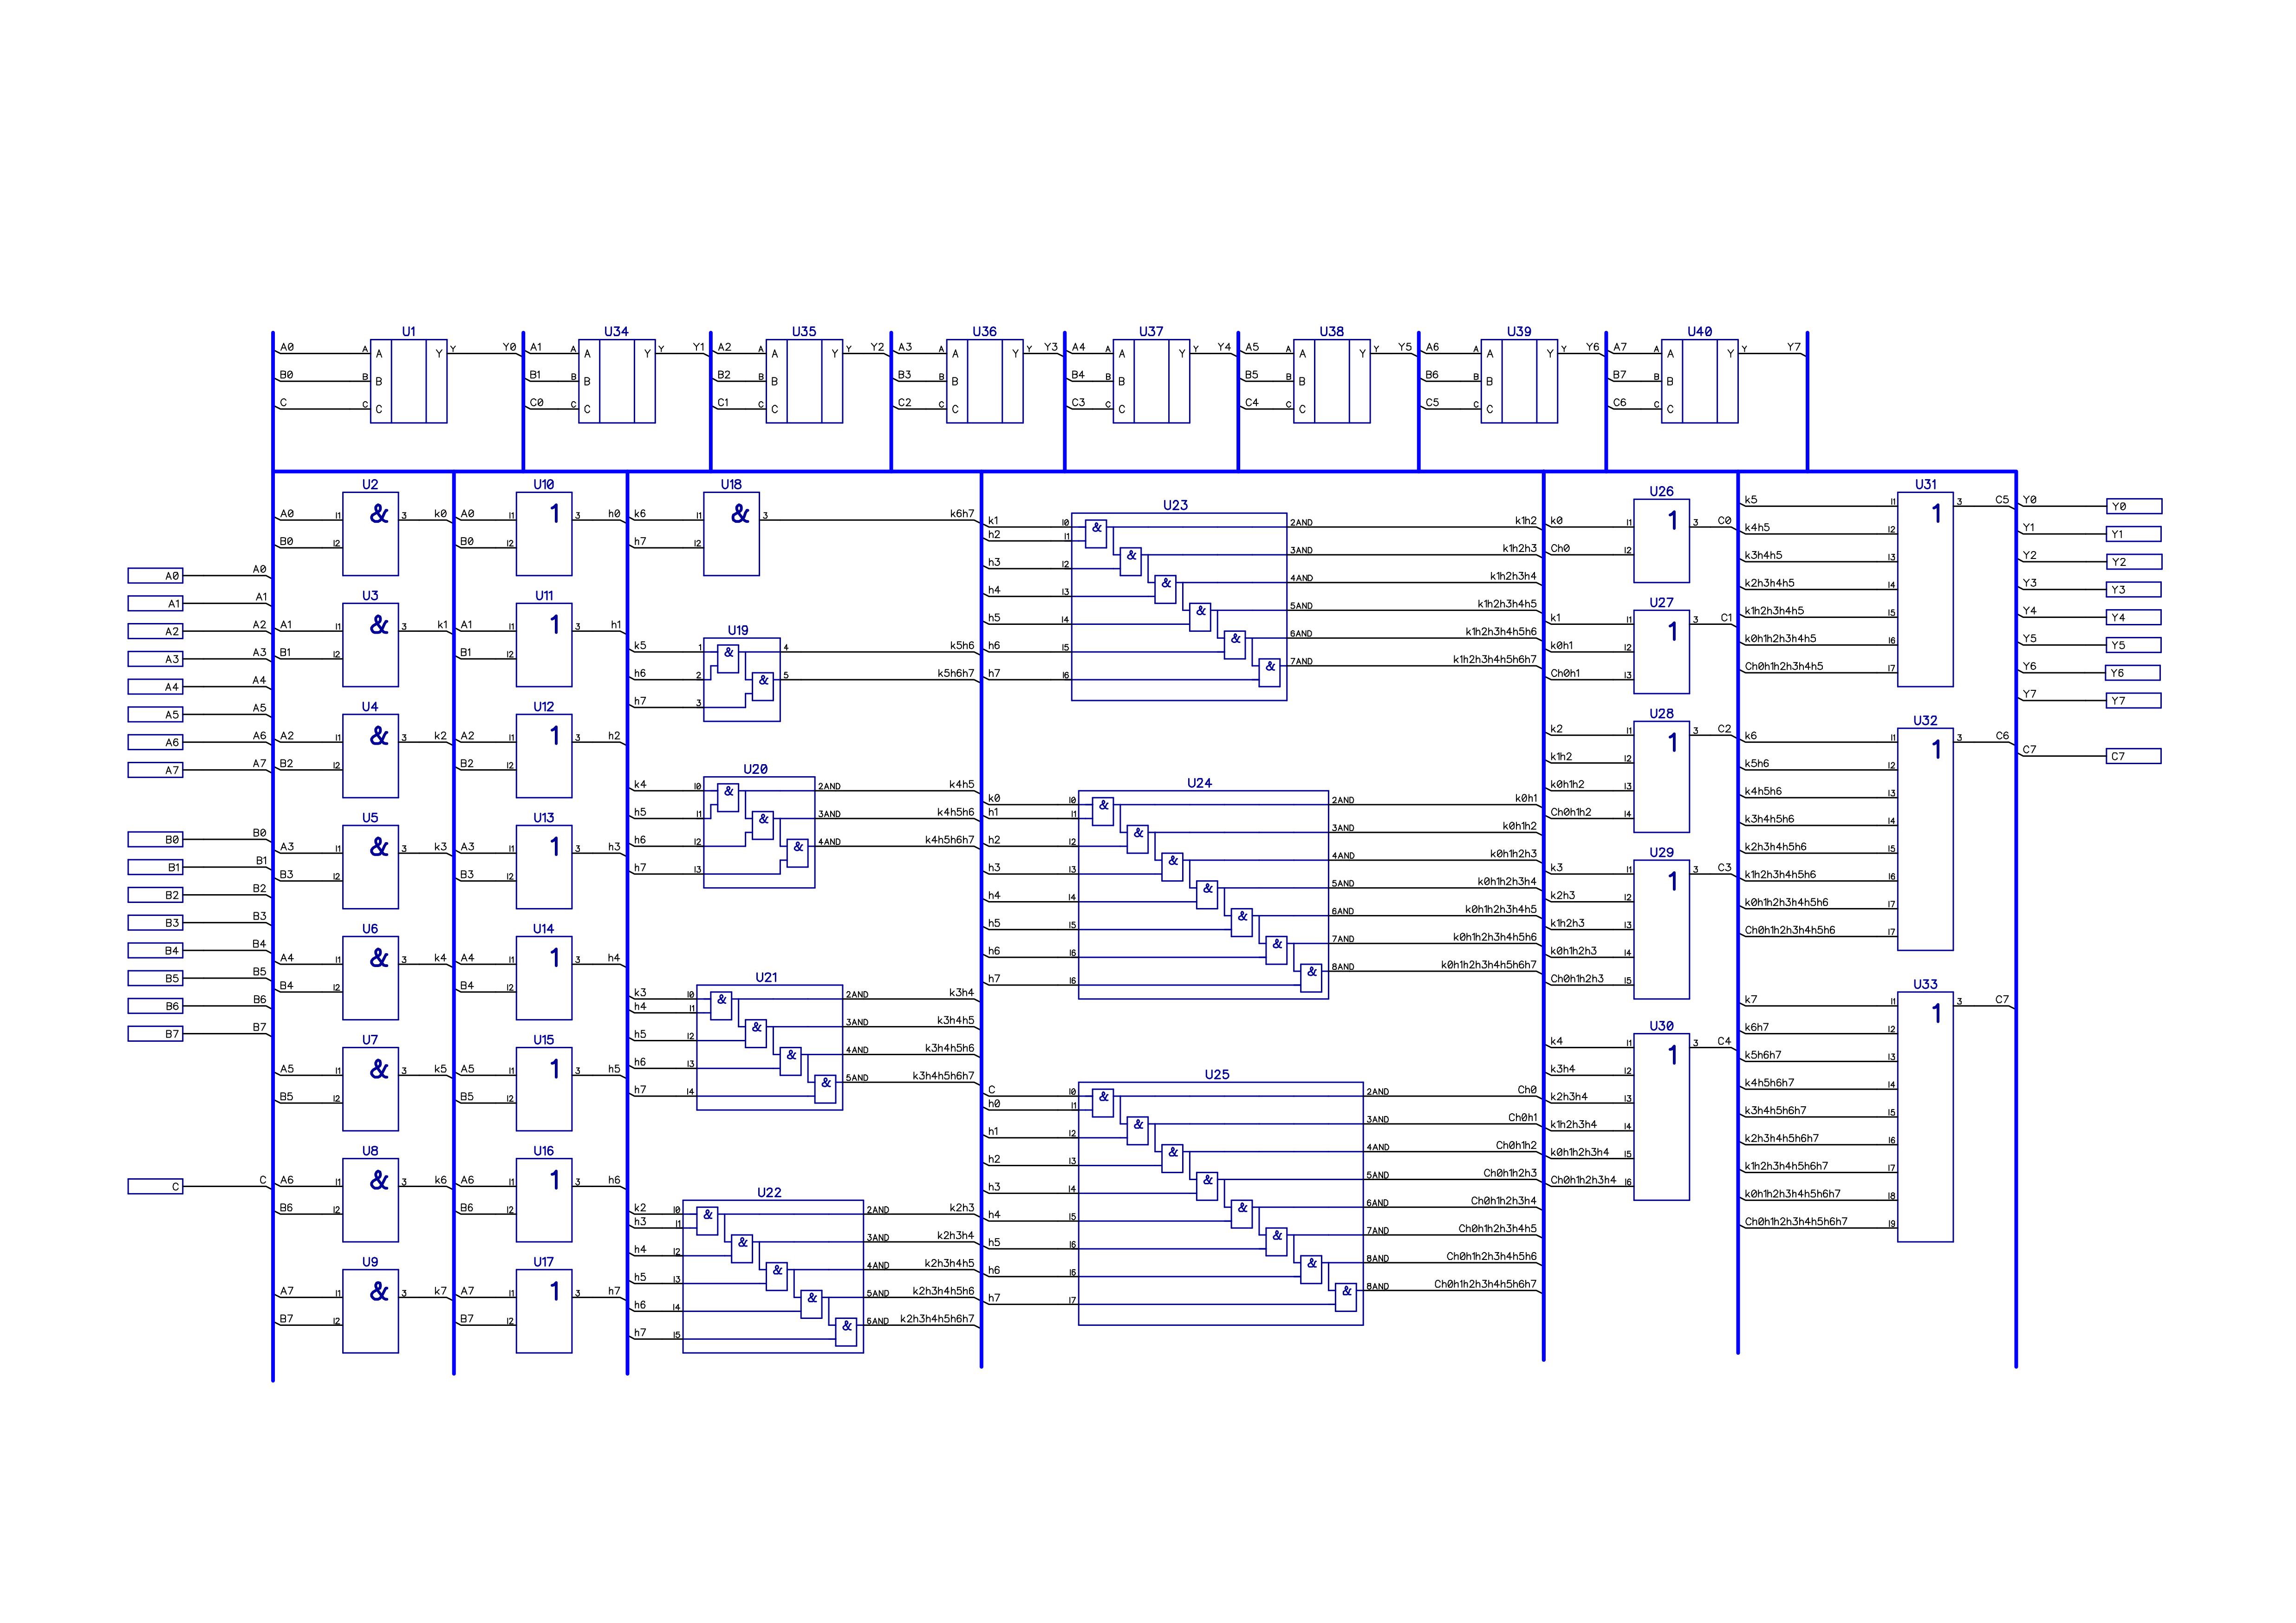 U1 U34 U35 U36 U37 U38 U39 U40
A0 A A Y Y Y0 A1 A A Y Y Y1 A2 A A Y Y Y2 A3 A A Y Y Y3 A4 A A Y Y Y4 A5 A A Y Y Y5 A6 A A Y Y Y6 A7 A A Y Y Y7
B0 B B B1 B B B2 B B B3 B B B4 B B B5 B B B6 B B B7 B B
C C C C0 C C C1 C C C2 C C C3 C C C4 C C C5 C C C6 C C
A0 A0
A1 A1
A2 A2
A3 A3
A4 A4
A5 A5
A6 A6
A7 A7
B0 B0
B1 B1
B2 B2
B3 B3
B4 B4
B5 B5
B6 B6
B7 B7
C C
U2
A0 I1 & 3 k0
B0 I2
U3
A1 I1 & 3 k1
B1 I2
U4
A2 I1 & 3 k2
B2 I2
U5
A3 I1 & 3 k3
B3 I2
U6
A4 I1 & 3 k4
B4 I2
U7
A5 I1 & 3 k5
B5 I2
U8
A6 I1 & 3 k6
B6 I2
U9
A7 I1 & 3 k7
B7 I2
U10
A0 I1 1 3 h0
B0 I2
U11
A1 I1 1 3 h1
B1 I2
U12
A2 I1 1 3 h2
B2 I2
U13
A3 I1 1 3 h3
B3 I2
U14
A4 I1 1 3 h4
B4 I2
U15
A5 I1 1 3 h5
B5 I2
U16
A6 I1 1 3 h6
B6 I2
U17
A7 I1 1 3 h7
B7 I2
U18
k6 I1 & 3 k6h7
h7 I2
U19
k5 1 & 4 k5h6
h6 2 & 5 k5h6h7
h7 3
U20
k4 I0 & 2AND k4h5
h5 I1 & 3AND k4h5h6
h6 I2 & 4AND k4h5h6h7
h7 I3
U21
k3 I0 & 2AND k3h4
h4 I1
h5 I2 & 3AND k3h4h5
h6 I3 & 4AND k3h4h5h6
h7 I4 & 5AND k3h4h5h6h7
U22
k2 I0 & 2AND k2h3
h3 I1
h4 I2 & 3AND k2h3h4
h5 I3 & 4AND k2h3h4h5
h6 I4 & 5AND k2h3h4h5h6
h7 I5 & 6AND k2h3h4h5h6h7
U23
k1 I0 & 2AND k1h2
h2 I1
h3 I2 & 3AND k1h2h3
h4 I3 & 4AND k1h2h3h4
h5 I4 & 5AND k1h2h3h4h5
h6 I5 & 6AND k1h2h3h4h5h6
h7 I6 & 7AND k1h2h3h4h5h6h7
U24
k0 I0 & 2AND k0h1
h1 I1
h2 I2 & 3AND k0h1h2
h3 I3 & 4AND k0h1h2h3
h4 I4 & 5AND k0h1h2h3h4
h5 I5 & 6AND k0h1h2h3h4h5
h6 I6 & 7AND k0h1h2h3h4h5h6
h7 I6 & 8AND k0h1h2h3h4h5h6h7
U25
C I0 & 2AND Ch0
h0 I1
h1 I2 & 3AND Ch0h1
h2 I3 & 4AND Ch0h1h2
h3 I4 & 5AND Ch0h1h2h3
h4 I5 & 6AND Ch0h1h2h3h4
h5 I6 & 7AND Ch0h1h2h3h4h5
h6 I6 & 8AND Ch0h1h2h3h4h5h6
h7 I7 & 8AND Ch0h1h2h3h4h5h6h7
U26
k0 I1 1 3 C0
Ch0 I2
U27
k1 I1 1 3 C1
k0h1 I2
Ch0h1 I3
U28
k2 I1 1 3 C2
k1h2 I2
k0h1h2 I3
Ch0h1h2 I4
U29
k3 I1 1 3 C3
k2h3 I2
k1h2h3 I3
k0h1h2h3 I4
Ch0h1h2h3 I5
U30
k4 I1 1 3 C4
k3h4 I2
k2h3h4 I3
k1h2h3h4 I4
k0h1h2h3h4 I5
Ch0h1h2h3h4 I6
U31
k5 I1 1 3 C5
k4h5 I2
k3h4h5 I3
k2h3h4h5 I4
k1h2h3h4h5 I5
k0h1h2h3h4h5 I6
Ch0h1h2h3h4h5 I7
U32
k6 I1 1 3 C6
k5h6 I2
k4h5h6 I3
k3h4h5h6 I4
k2h3h4h5h6 I5
k1h2h3h4h5h6 I6
k0h1h2h3h4h5h6 I7
Ch0h1h2h3h4h5h6 I7
U33
k7 I1 1 3 C7
k6h7 I2
k5h6h7 I3
k4h5h6h7 I4
k3h4h5h6h7 I5
k2h3h4h5h6h7 I6
k1h2h3h4h5h6h7 I7
k0h1h2h3h4h5h6h7 I8
Ch0h1h2h3h4h5h6h7 I9
Y0 Y0
Y1 Y1
Y2 Y2
Y3 Y3
Y4 Y4
Y5 Y5
Y6 Y6
Y7 Y7
C7 C7